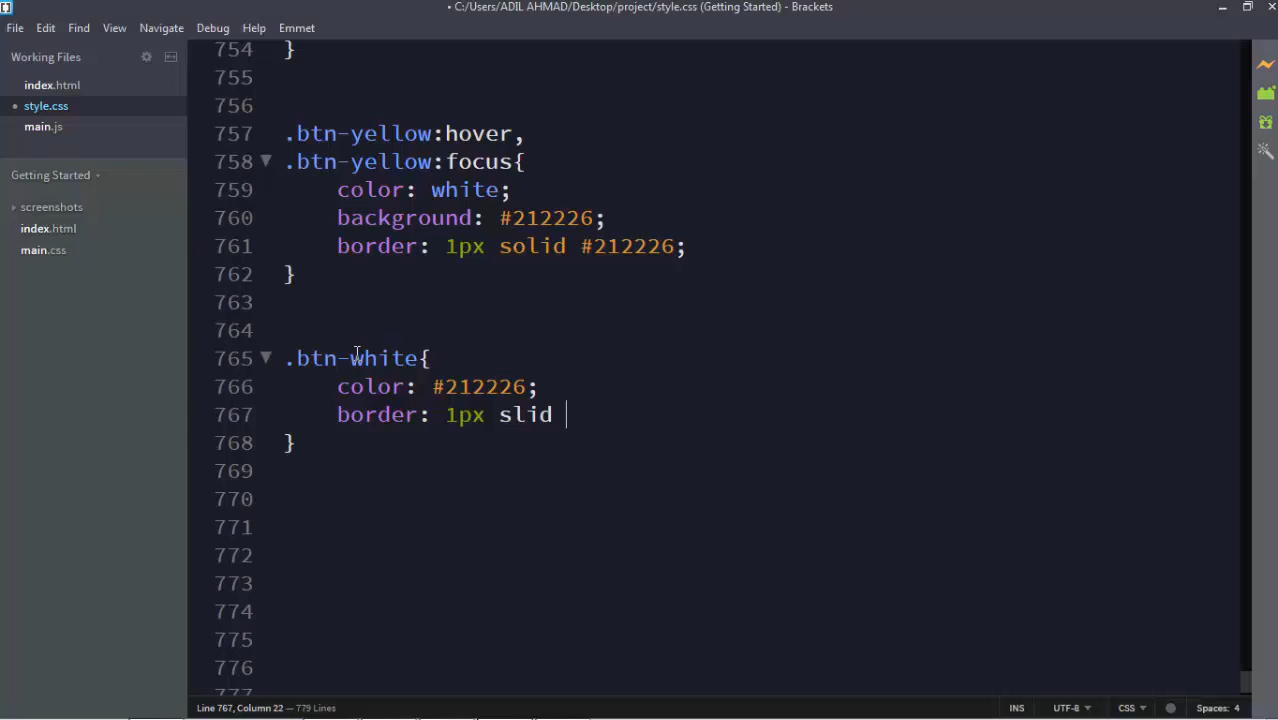 • C:/Users/ADIL AHMAD/Desktop/project/style.css (Getting Started) - Brackets
File Edit Find View Navigate Debug Help Emmet
Working Files
index.html
style.css
main.js
Getting Started
screenshots
index.html
main.css
754 }
755
756
757 .btn-yellow:hover,
758 .btn-yellow:focus{
759 color: white;
760 background: #212226;
761 border: 1px solid #212226;
762 }
763
764
765 .btn-white{
766 color: #212226;
767 border: 1px slid
768 }
769
770
771
772
773
774
775
776
777
Line 767, Column 22 — 779 Lines
INS UTF-8 CSS Spaces: 4